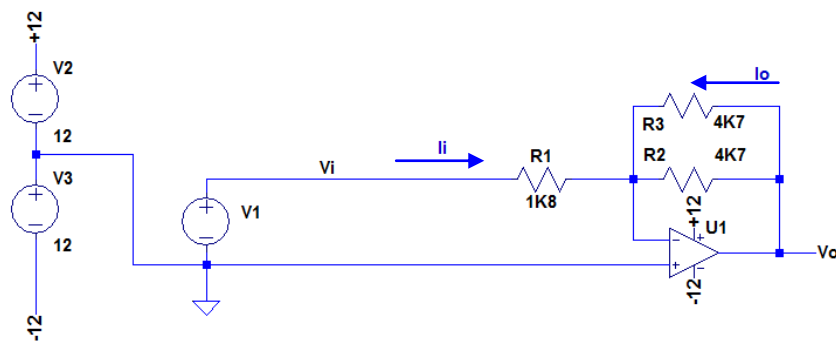 +12
V2
12
V3
12
-12
Vi
V1
Ii
R1
1K8
Io
R3 4K7
R2 4K7
+12
U1
-12
Vo